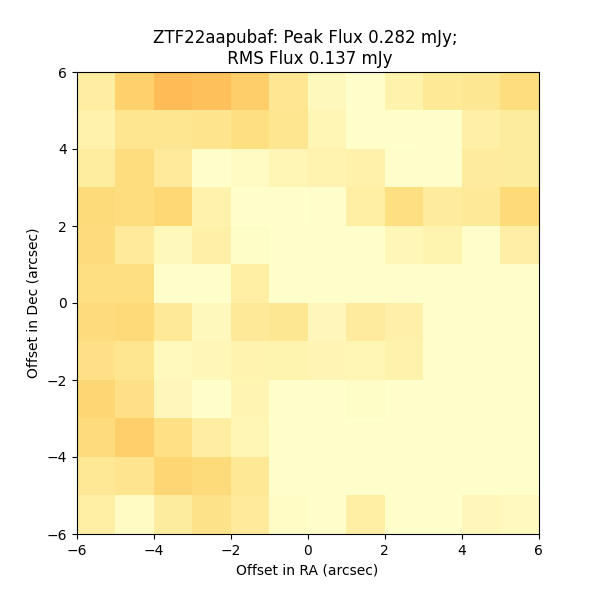 ZTF22aapubaf: Peak Flux 0.282 mJy;
RMS Flux 0.137 mJy
6
4
2
0
−2
−4
−6
Offset in Dec (arcsec)
−6 −4 −2 0 2 4 6
Offset in RA (arcsec)